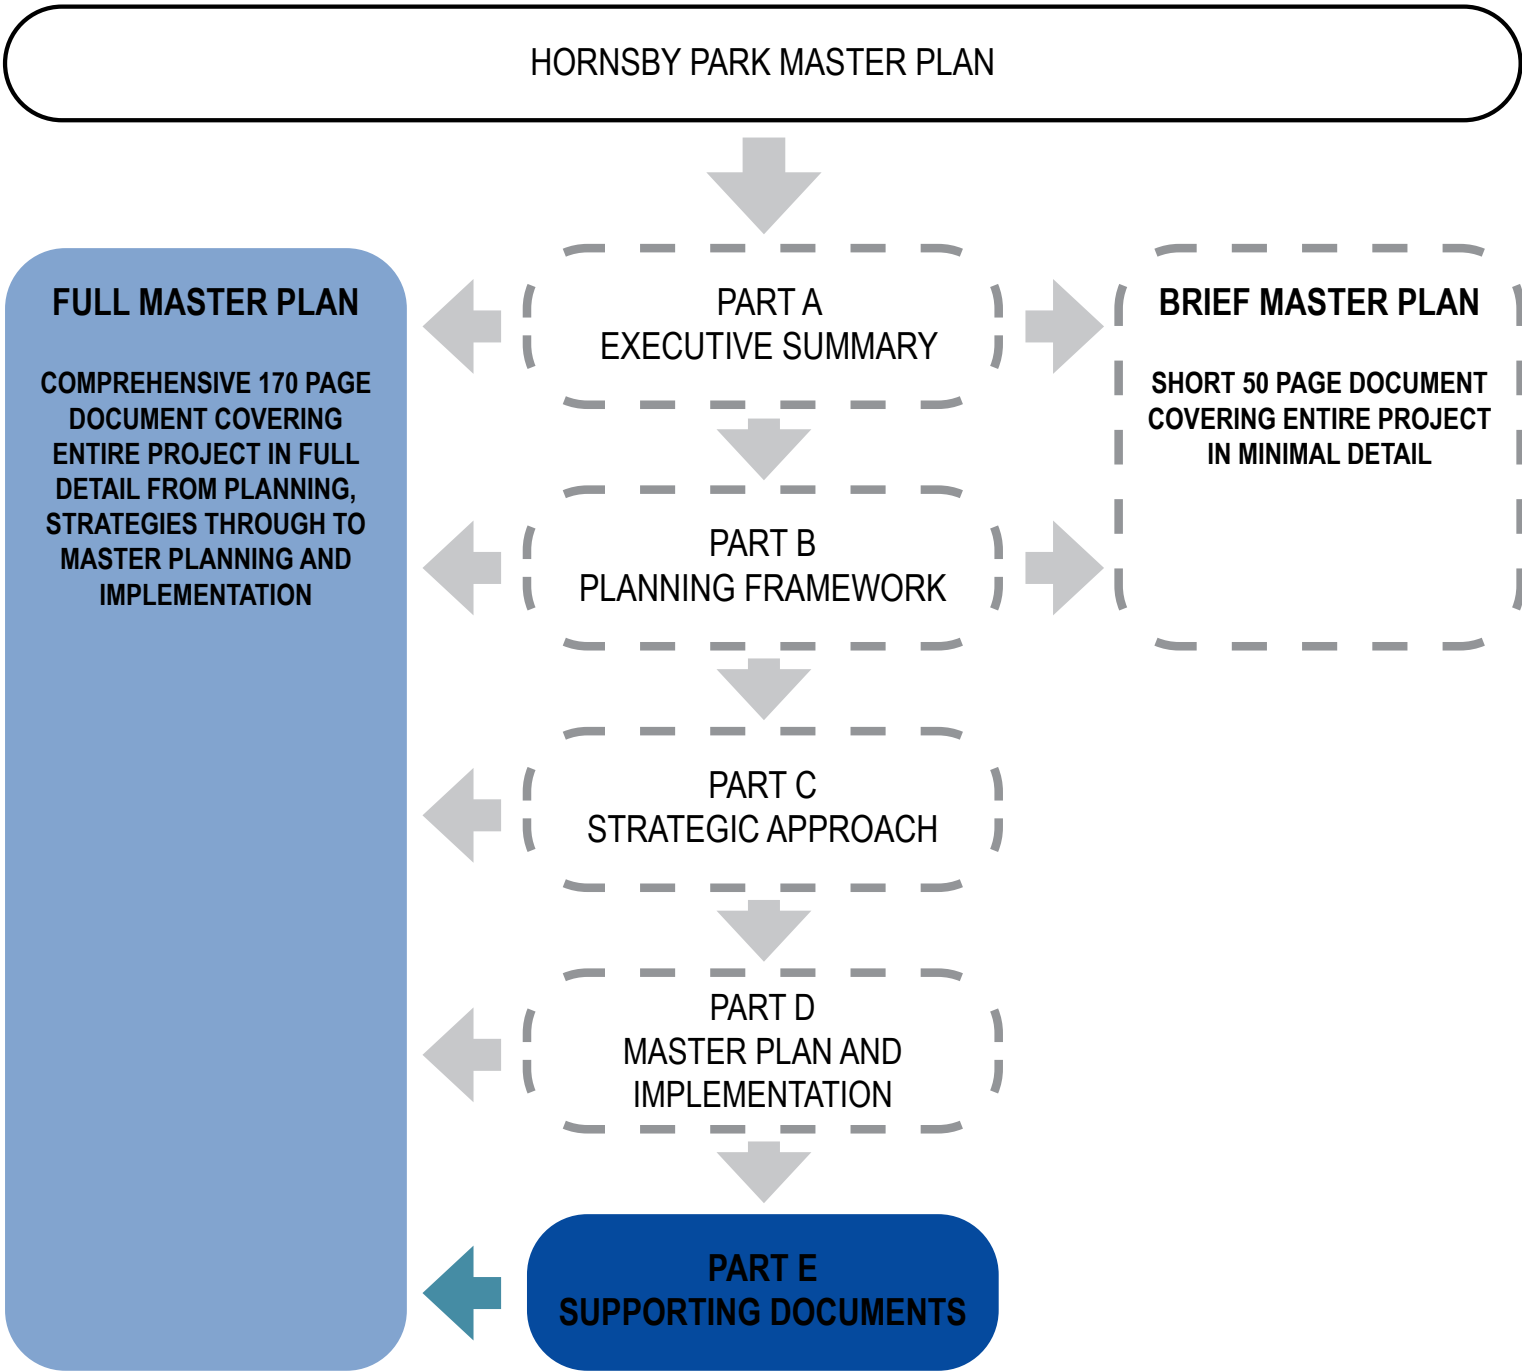 HORNSBY PARK MASTER PLAN
FULL MASTER PLAN
COMPREHENSIVE 170 PAGE
DOCUMENT COVERING
ENTIRE PROJECT IN FULL
DETAIL FROM PLANNING,
STRATEGIES THROUGH TO
MASTER PLANNING AND
IMPLEMENTATION
PART A
EXECUTIVE SUMMARY
BRIEF MASTER PLAN
SHORT 50 PAGE DOCUMENT
COVERING ENTIRE PROJECT
IN MINIMAL DETAIL
PART B
PLANNING FRAMEWORK
PART C
STRATEGIC APPROACH
PART D
MASTER PLAN AND
IMPLEMENTATION
PART E
SUPPORTING DOCUMENTS